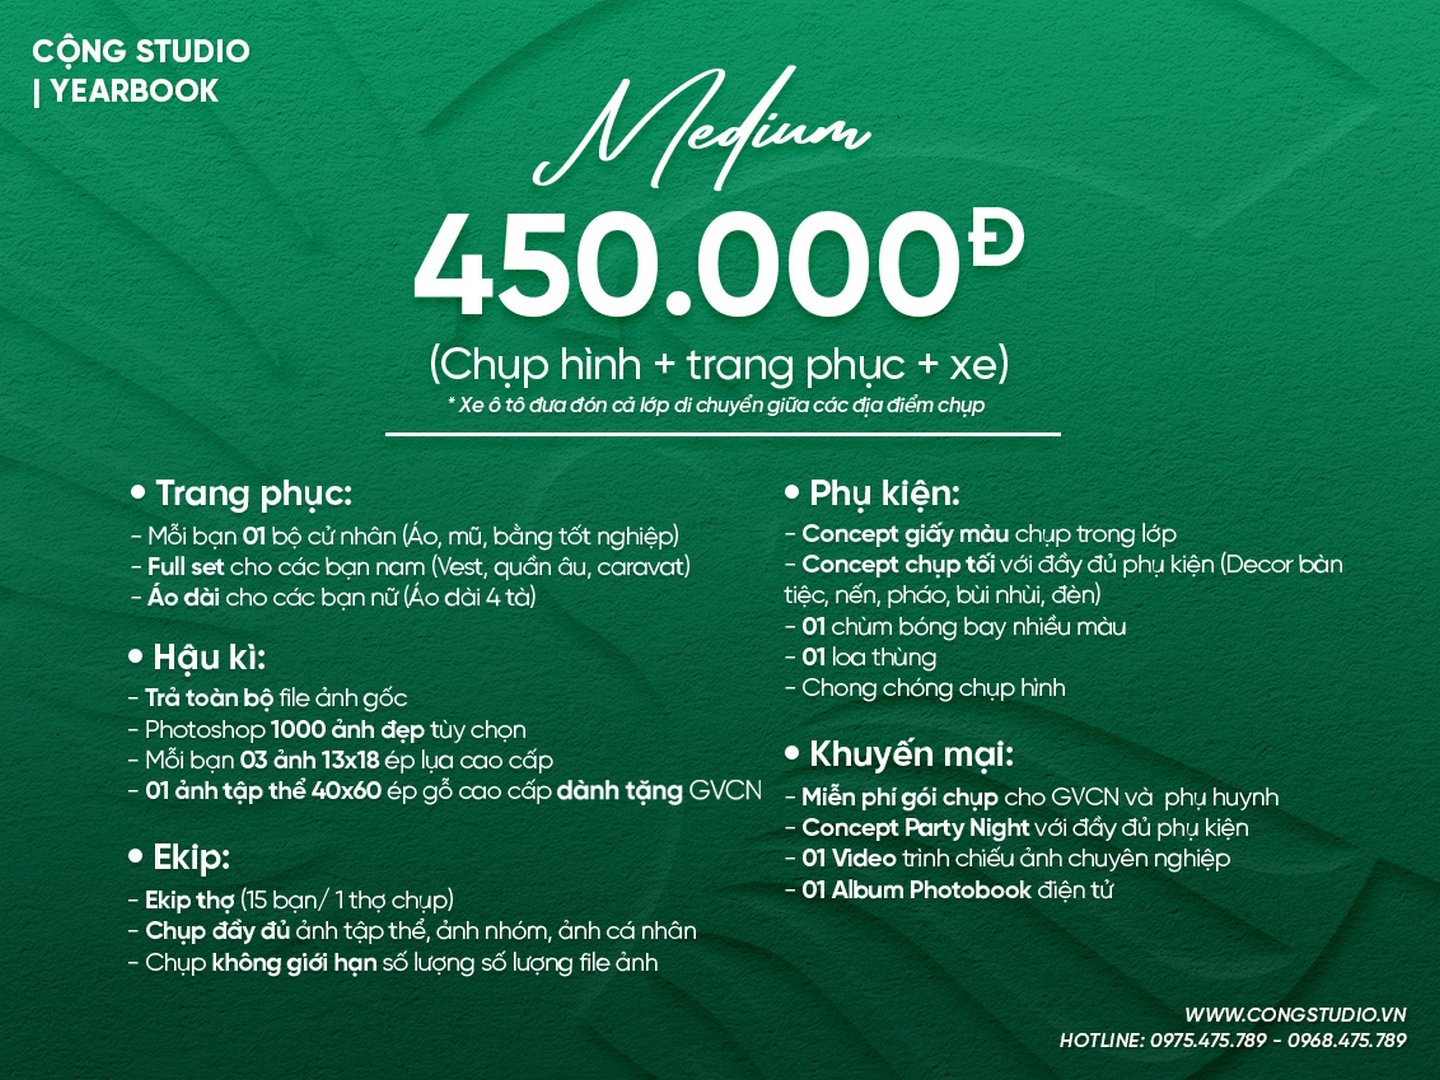 CỘNG STUDIO
| YEARBOOK
Medium
450.000Đ
(Chụp hình + trang phục + xe)
* Xe ô tô đưa đón cả lớp di chuyển giữa các địa điểm chụp
• Trang phục:
- Mỗi bạn 01 bộ cử nhân (Áo, mũ, bằng tốt nghiệp)
- Full set cho các bạn nam (Vest, quần âu, caravat)
- Áo dài cho các bạn nữ (Áo dài 4 tà)
• Hậu kì:
- Trả toàn bộ file ảnh gốc
- Photoshop 1000 ảnh đẹp tùy chọn
- Mỗi bạn 03 ảnh 13x18 ép lụa cao cấp
- 01 ảnh tập thể 40x60 ép gỗ cao cấp dành tặng GVCN
• Ekip:
- Ekip thợ (15 bạn/ 1 thợ chụp)
- Chụp đầy đủ ảnh tập thể, ảnh nhóm, ảnh cá nhân
- Chụp không giới hạn số lượng số lượng file ảnh
• Phụ kiện:
- Concept giấy màu chụp trong lớp
- Concept chụp tối với đầy đủ phụ kiện (Decor bàn
tiệc, nến, pháo, bùi nhùi, đèn)
- 01 chùm bóng bay nhiều màu
- 01 loa thùng
- Chong chóng chụp hình
• Khuyến mại:
- Miễn phí gói chụp cho GVCN và  phụ huynh
- Concept Party Night với đầy đủ phụ kiện
- 01 Video trình chiếu ảnh chuyên nghiệp
- 01 Album Photobook điện tử
WWW.CONGSTUDIO.VN
HOTLINE: 0975.475.789 - 0968.475.789